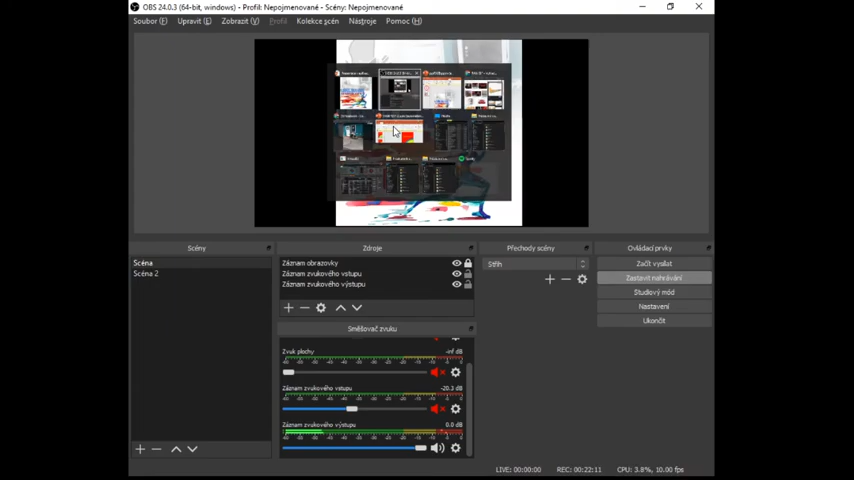 OBS 24.0.3 (64-bit, windows) - Profil: Nepojmenované - Scény: Nepojmenované
Soubor (F) Upravit (E) Zobrazit (V) Profil Kolekce scén Nástroje Pomoc (H)
Scény Zdroje Přechody scény Ovládací prvky
Scéna
Scéna 2
Záznam obrazovky
Záznam zvukového vstupu
Záznam zvukového výstupu
Střih
Začít vysílat
Zastavit nahrávání
Studiový mód
Nastavení
Ukončit
Směšovač zvuku
Zvuk plochy -inf dB
Záznam zvukového vstupu -20.3 dB
Záznam zvukového výstupu 0.0 dB
LIVE: 00:00:00 REC: 00:22:11 CPU: 3.8%, 10.00 fps